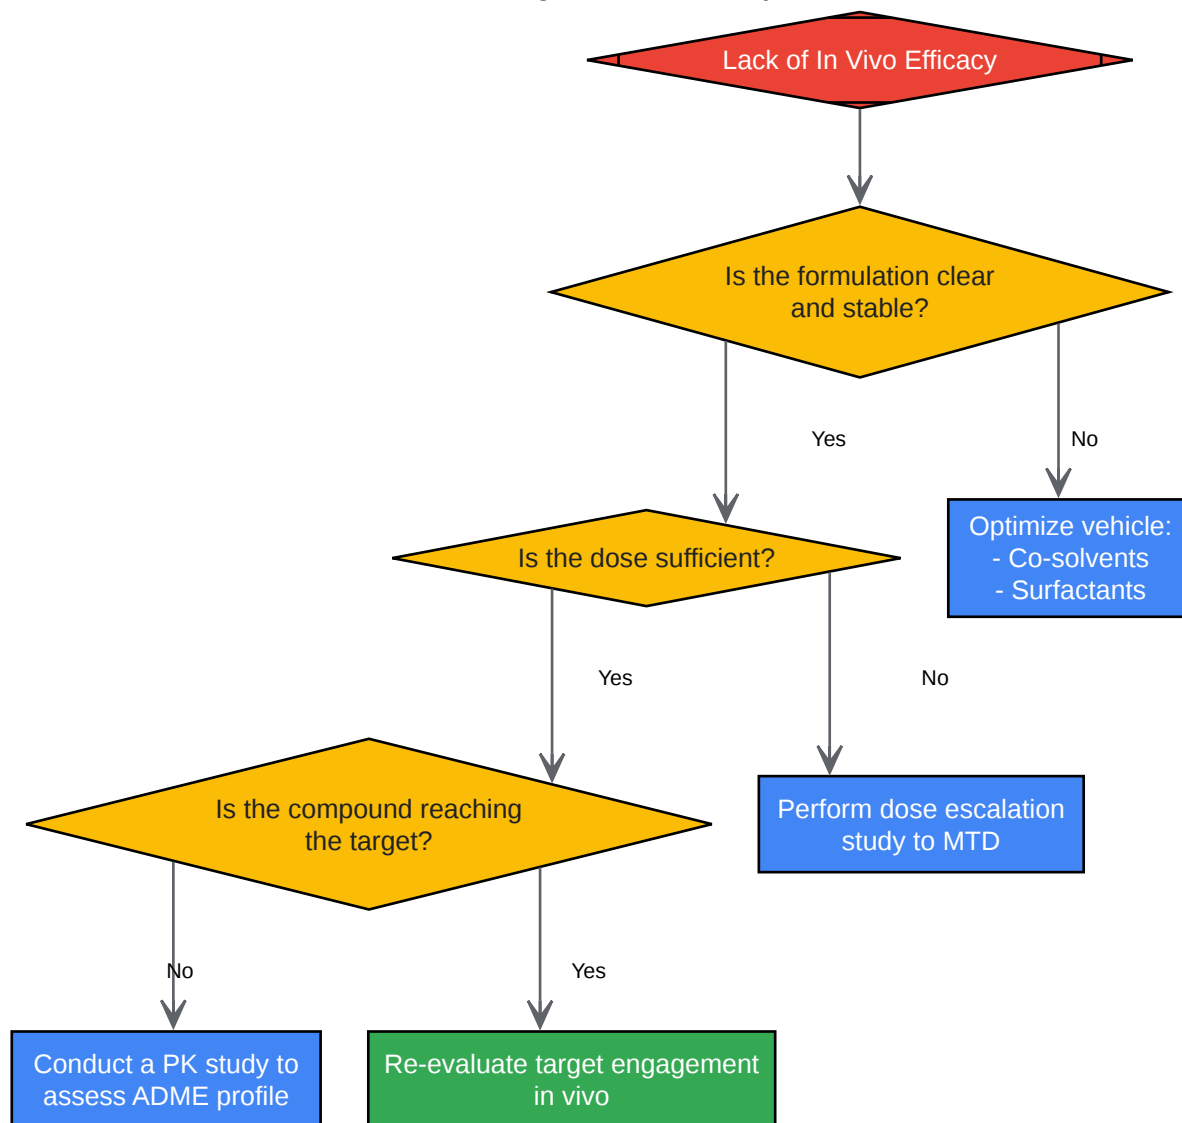 Lack of In Vivo Efficacy
Is the formulation clear
and stable?
Yes
No
Optimize vehicle:
- Co-solvents
- Surfactants
Is the dose sufficient?
Yes
No
Is the compound reaching
the target?
Perform dose escalation
study to MTD
No
Yes
Conduct a PK study to
assess ADME profile
Re-evaluate target engagement
in vivo